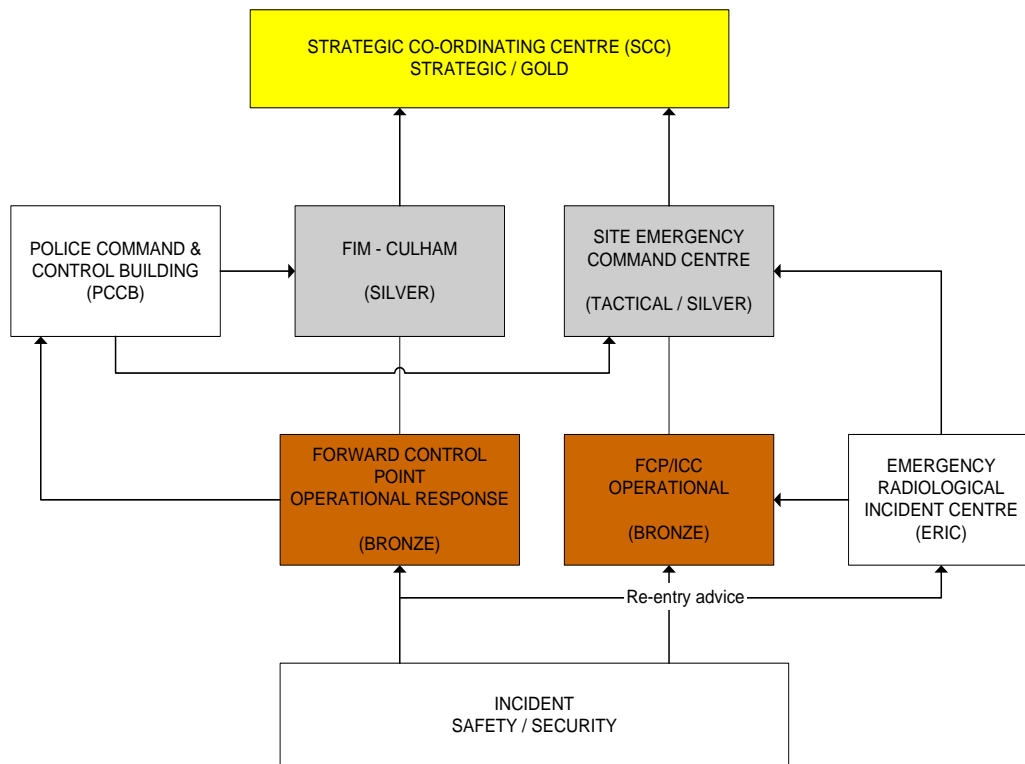 STRATEGIC CO-ORDINATING CENTRE (SCC)
STRATEGIC / GOLD
POLICE COMMAND &
CONTROL BUILDING
(PCCB)
FIM - CULHAM
(SILVER)
SITE EMERGENCY
COMMAND CENTRE
(TACTICAL / SILVER)
FORWARD CONTROL
POINT
OPERATIONAL RESPONSE
(BRONZE)
FCP/ICC
OPERATIONAL
(BRONZE)
EMERGENCY
RADIOLOGICAL
INCIDENT CENTRE
(ERIC)
Re-entry advice
INCIDENT
SAFETY / SECURITY